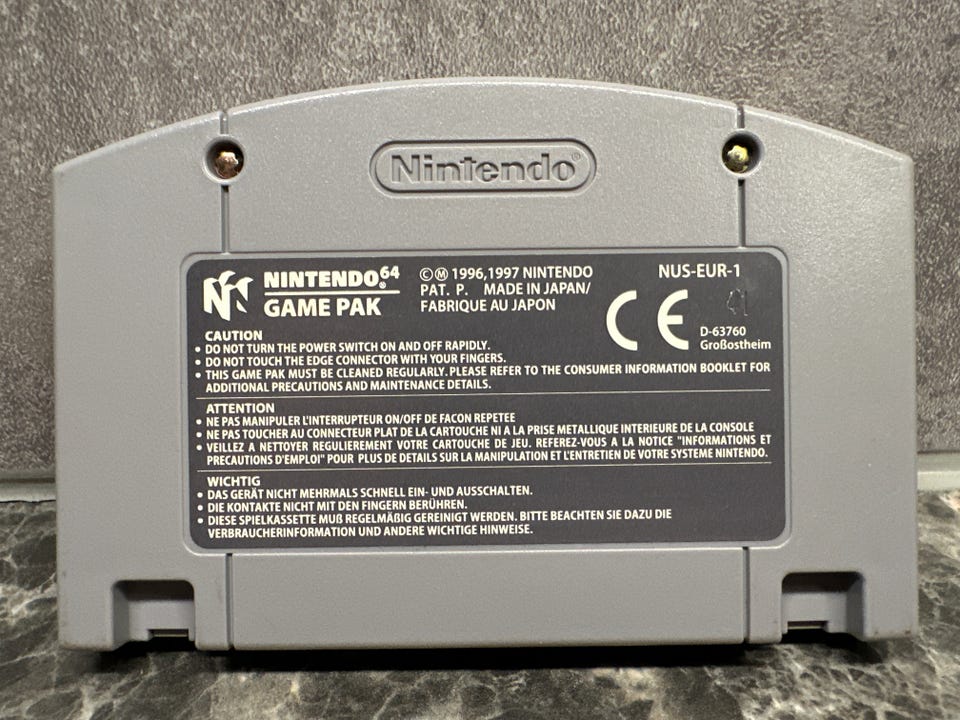 Nintendo®
NINTENDO 64®
GAME PAK
©Ⓜ 1996,1997 NINTENDO
PAT. P. MADE IN JAPAN/
FABRIQUE AU JAPON
NUS-EUR-1
CE
41
D-63760
Großostheim
CAUTION
• DO NOT TURN THE POWER SWITCH ON AND OFF RAPIDLY.
• DO NOT TOUCH THE EDGE CONNECTOR WITH YOUR FINGERS.
• THIS GAME PAK MUST BE CLEANED REGULARLY. PLEASE REFER TO THE CONSUMER INFORMATION BOOKLET FOR
ADDITIONAL PRECAUTIONS AND MAINTENANCE DETAILS.
ATTENTION
• NE PAS MANIPULER L'INTERRUPTEUR ON/OFF DE FACON REPETEE
• NE PAS TOUCHER AU CONNECTEUR PLAT DE LA CARTOUCHE NI A LA PRISE METALLIQUE INTERIEURE DE LA CONSOLE
• VEILLEZ A NETTOYER REGULIEREMENT VOTRE CARTOUCHE DE JEU. REFEREZ-VOUS A LA NOTICE "INFORMATIONS ET
PRECAUTIONS D'EMPLOI" POUR PLUS DE DETAILS SUR LA MANIPULATION ET L'ENTRETIEN DE VOTRE SYSTEME NINTENDO.
WICHTIG
• DAS GERÄT NICHT MEHRMALS SCHNELL EIN- UND AUSSCHALTEN.
• DIE KONTAKTE NICHT MIT DEN FINGERN BERÜHREN.
• DIESE SPIELKASSETTE MUß REGELMÄßIG GEREINIGT WERDEN. BITTE BEACHTEN SIE DAZU DIE
VERBRAUCHERINFORMATION UND ANDERE WICHTIGE HINWEISE.